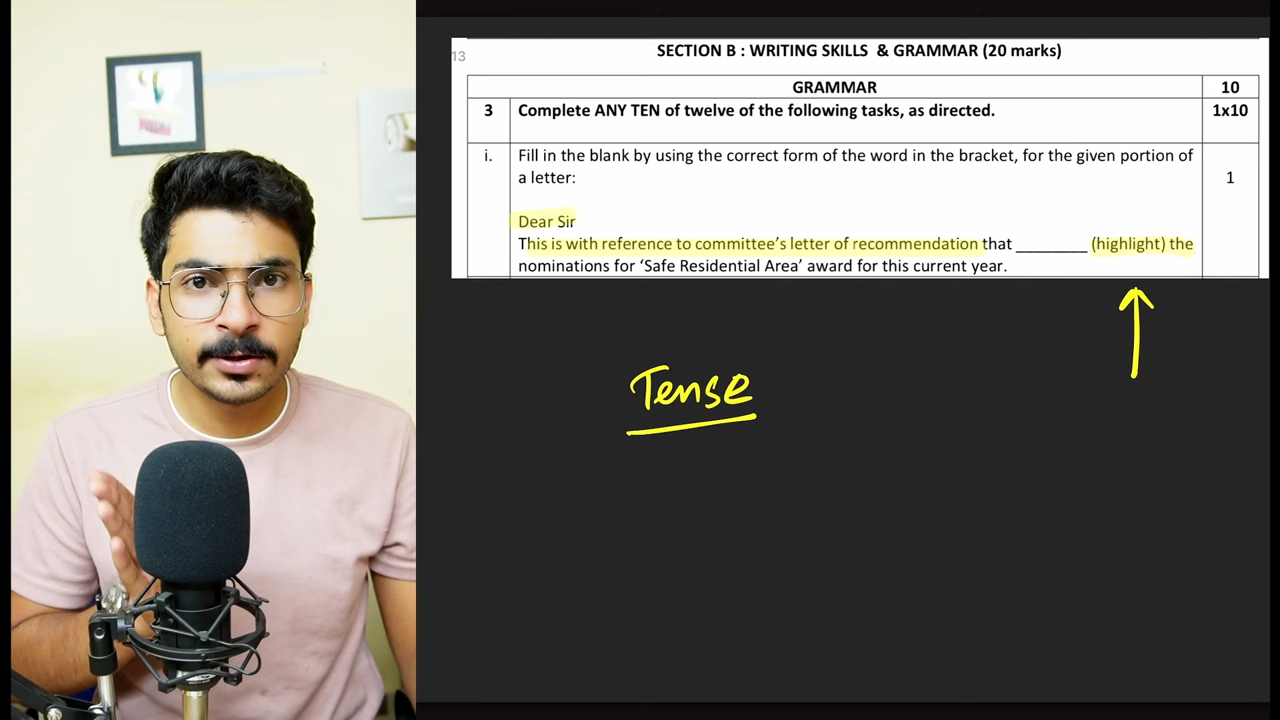 13
SECTION B : WRITING SKILLS & GRAMMAR (20 marks)
GRAMMAR 10
3 Complete ANY TEN of twelve of the following tasks, as directed. 1x10
i. Fill in the blank by using the correct form of the word in the bracket, for the given portion of
a letter: 1
Dear Sir
This is with reference to committee’s letter of recommendation that ________ (highlight) the
nominations for ‘Safe Residential Area’ award for this current year.
Tense